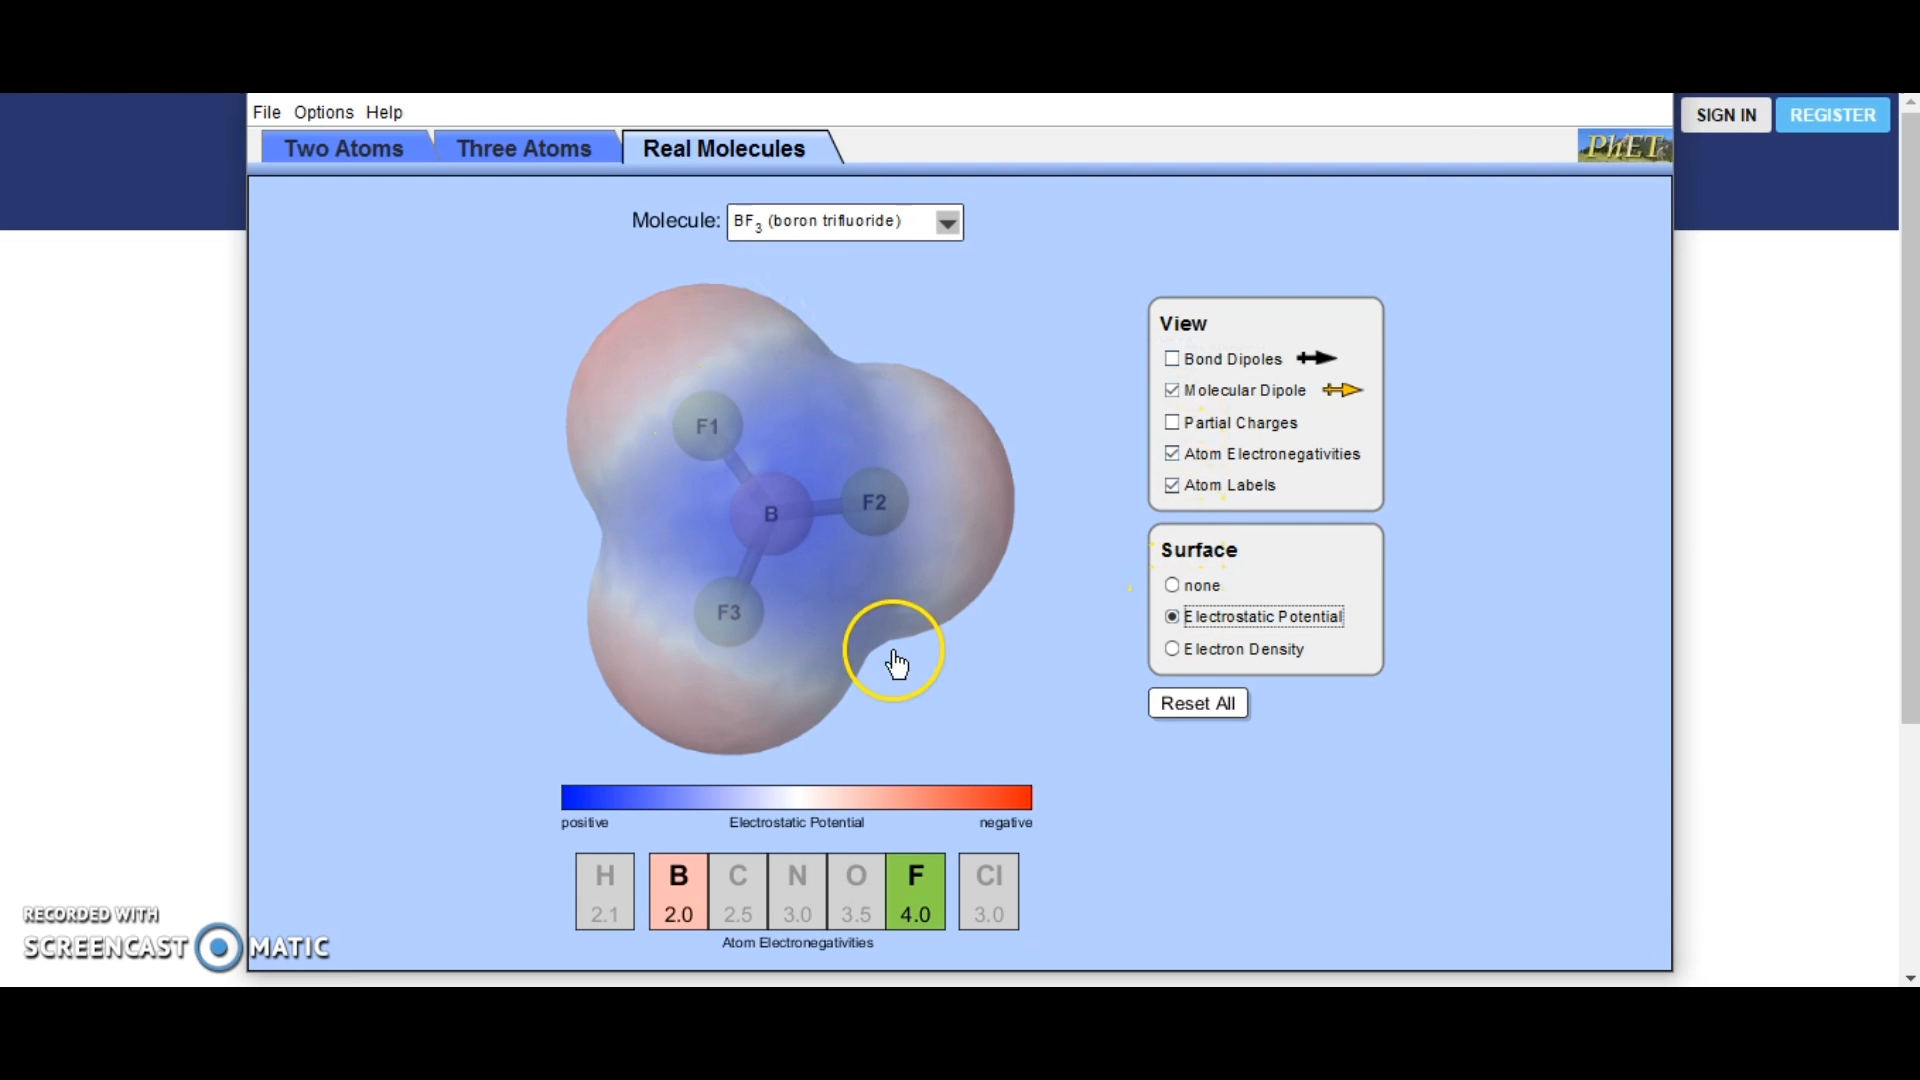 File Options Help
SIGN IN REGISTER
Two Atoms Three Atoms Real Molecules
PhET
Molecule: BF3 (boron trifluoride)
View
Bond Dipoles
Molecular Dipole
Partial Charges
Atom Electronegativities
Atom Labels
F1
F2
B
F3
Surface
none
Electrostatic Potential
Electron Density
Reset All
positive Electrostatic Potential negative
H B C N O F Cl
2.1 2.0 2.5 3.0 3.5 4.0 3.0
Atom Electronegativities
RECORDED WITH
SCREENCAST MATIC